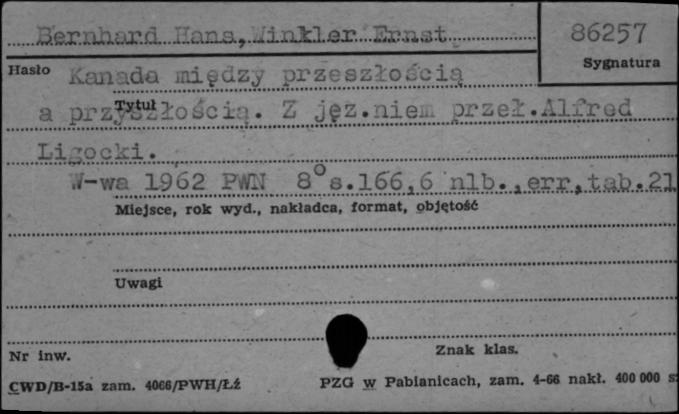 Bernhard Hans, Winkler Ernst
86257
Sygnatura
Hasło
Kanada między przeszłością
Tytuł
a przyszłością. Z jęz.niem przeł.Alfred
Ligocki.
W-wa 1962 PWN 8° s.166,6 nlb.,err,tab.21
Miejsce, rok wyd., nakładca, format, objętość
Uwagi
Nr inw.
Znak klas.
CWD/B-15a zam. 4066/PWH/Łź
PZG w Pabianicach, zam. 4-66 nakł. 400 000 s